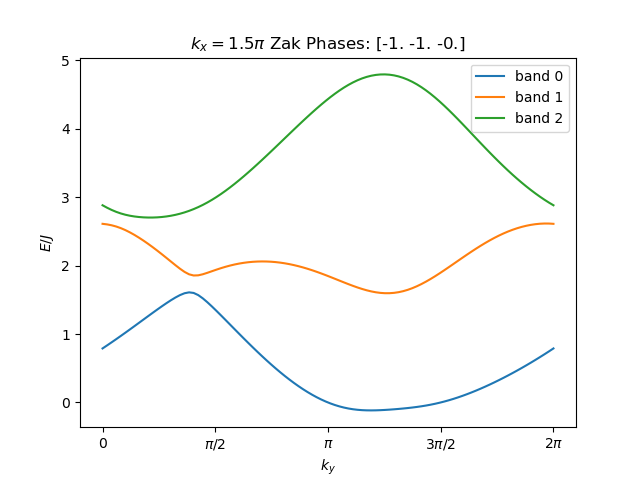 $k_x = 1.5\pi$ Zak Phases: [-1. -1. -0.]
5
4
3
2
1
0
E/J
band 0
band 1
band 2
0 π/2 π 3π/2 2π
$k_y$